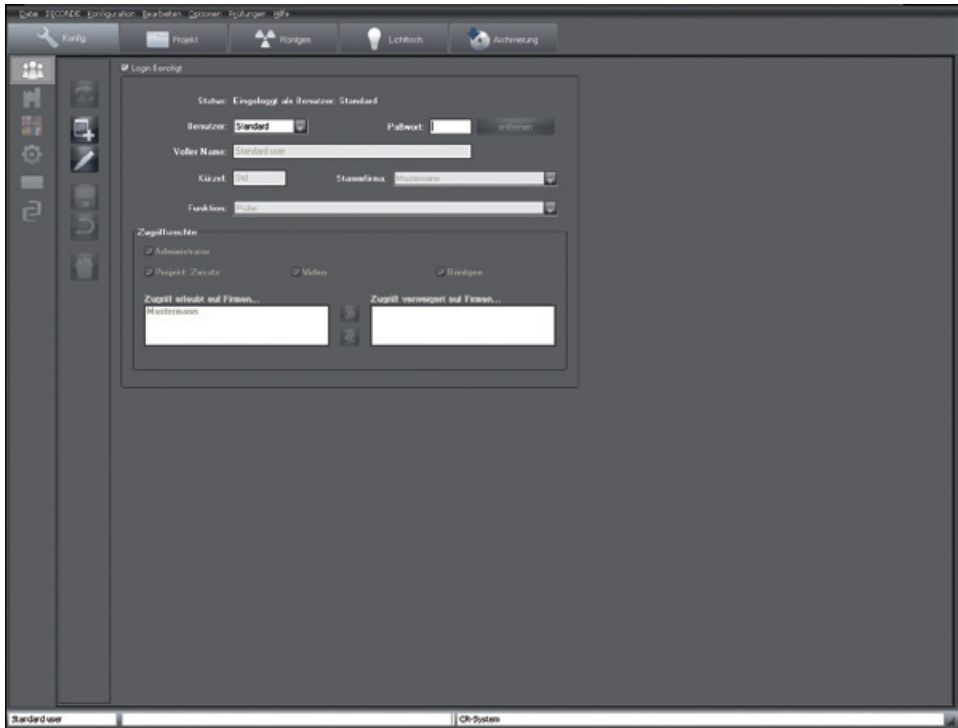 Datei DICONDE Konfiguration Bearbeiten Optionen Prüfungen Hilfe
Konfig. Projekt Röntgen Lichttisch Archivierung
Login Benötigt
Status: Eingeloggt als Benutzer: Standard
Benutzer: Standard Paßwort: entfernen
Voller Name: Standard user
Kürzel: Std Stammfirma: Mustermann
Funktion: Prüfer
Zugriffsrechte
Administrator
Projekt: Zusatz Video Röntgen
Zugriff erlaubt auf Firmen... Zugriff verweigert auf Firmen...
Mustermann
Standard user CR-System